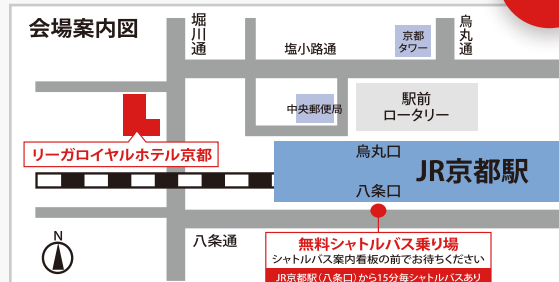 会場案内図
堀川通
塩小路通
京都
タワー
烏丸通
中央郵便局
駅前
ロータリー
リーガロイヤルホテル京都
烏丸口
JR京都駅
八条口
八条通
N
無料シャトルバス乗り場
シャトルバス案内看板の前でお待ちください
JR京都駅(八条口)から15分毎シャトルバスあり